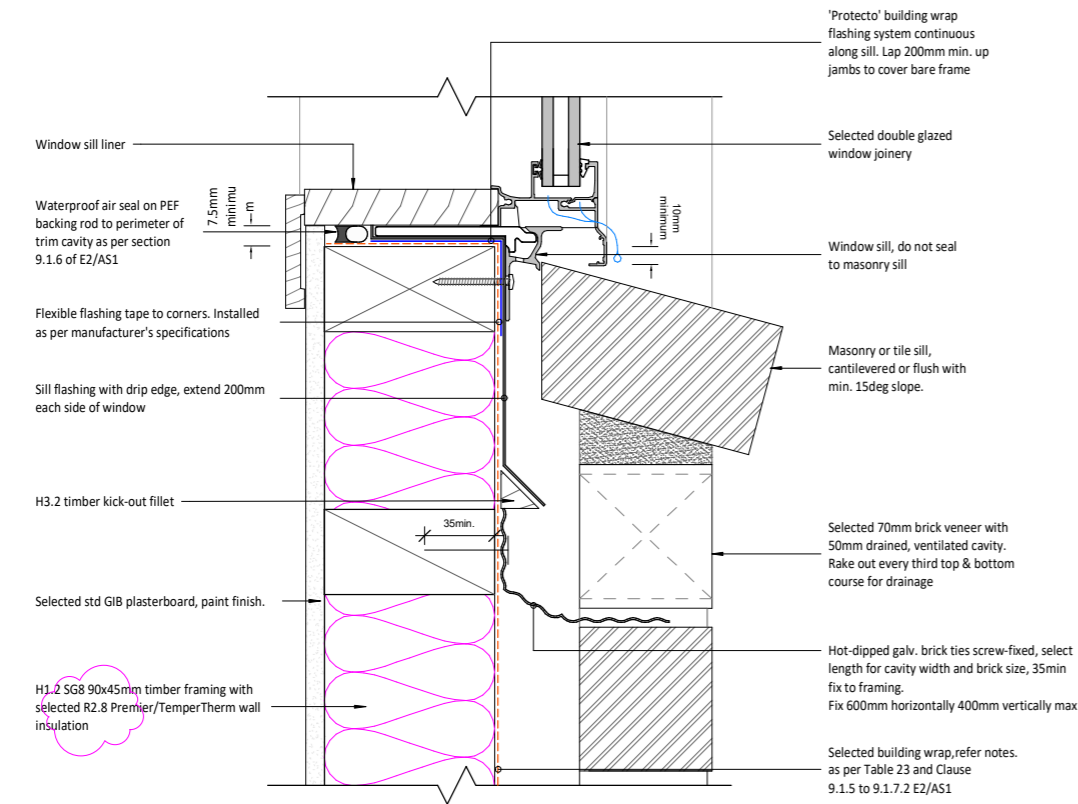 'Protecto' building wrap
flashing system continuous
along sill. Lap 200mm min. up
jambs to cover bare frame
Window sill liner
Selected double glazed
window joinery
Waterproof air seal on PEF
backing rod to perimeter of
trim cavity as per section
9.1.6 of E2/AS1
7.5mm
minimu
m
10mm
minimum
Window sill, do not seal
to masonry sill
Flexible flashing tape to corners. Installed
as per manufacturer's specifications
Masonry or tile sill,
cantilevered or flush with
min. 15deg slope.
Sill flashing with drip edge, extend 200mm
each side of window
H3.2 timber kick-out fillet
35min.
Selected 70mm brick veneer with
50mm drained, ventilated cavity.
Rake out every third top & bottom
course for drainage
Selected std GIB plasterboard, paint finish.
Hot-dipped galv. brick ties screw-fixed, select
length for cavity width and brick size, 35min
fix to framing.
Fix 600mm horizontally 400mm vertically max
H1.2 SG8 90x45mm timber framing with
selected R2.8 Premier/TemperTherm wall
insulation
Selected building wrap,refer notes.
as per Table 23 and Clause
9.1.5 to 9.1.7.2 E2/AS1